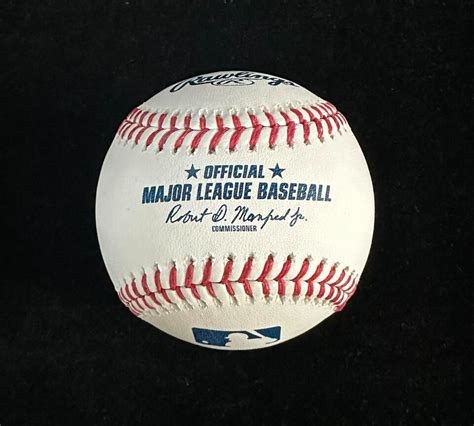 Rawlings
OFFICIAL
MAJOR LEAGUE BASEBALL
Robert D. Manfred Jr.
COMMISSIONER